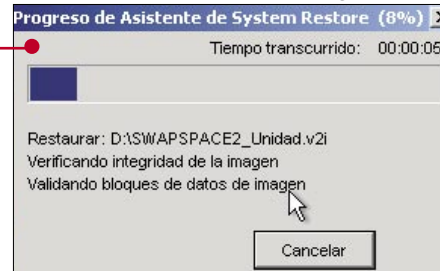 Progreso de Asistente de System Restore (8%)
Tiempo transcurrido: 00:00:05
Restaurar: D:\SWAPSPACE2_Unidad.v2i
Verificando integridad de la imagen
Validando bloques de datos de imagen
Cancelar